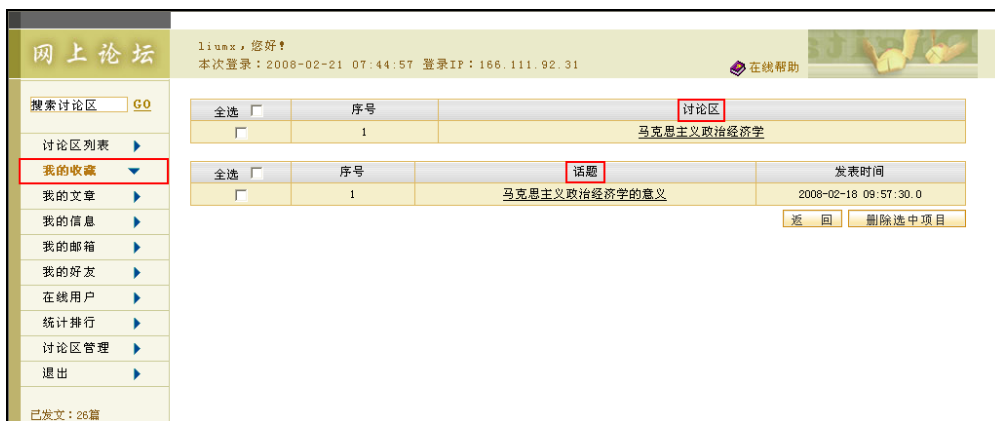 网上论坛
liumx，您好！
本次登录：2008-02-21 07:44:57 登录IP：166.111.92.31
在线帮助
搜索讨论区 GO
讨论区列表
我的收藏
我的文章
我的信息
我的邮箱
我的好友
在线用户
统计排行
讨论区管理
退出
已发文：26篇
全选 序号 讨论区
1 马克思主义政治经济学
全选 序号 话题 发表时间
1 马克思主义政治经济学的意义 2008-02-18 09:57:30.0
返 回 删除选中项目